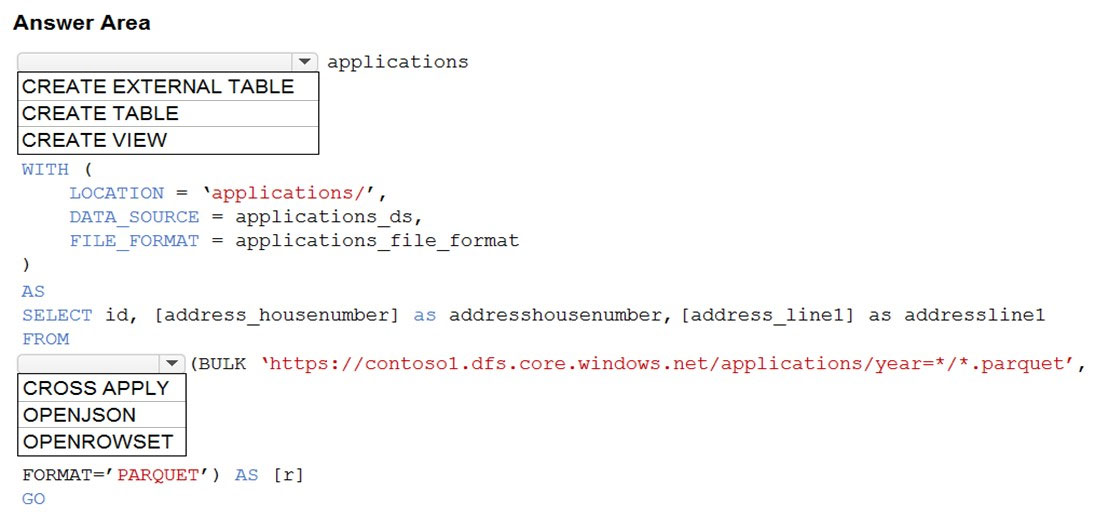 Answer Area
applications
CREATE EXTERNAL TABLE
CREATE TABLE
CREATE VIEW
WITH (
LOCATION = ‘applications/’,
DATA_SOURCE = applications_ds,
FILE_FORMAT = applications_file_format
)
AS
SELECT id, [address_housenumber] as addresshousenumber, [address_line1] as addressline1
FROM
(BULK ‘https://contoso1.dfs.core.windows.net/applications/year=*/*.parquet’,
CROSS APPLY
OPENJSON
OPENROWSET
FORMAT=’PARQUET’) AS [r]
GO